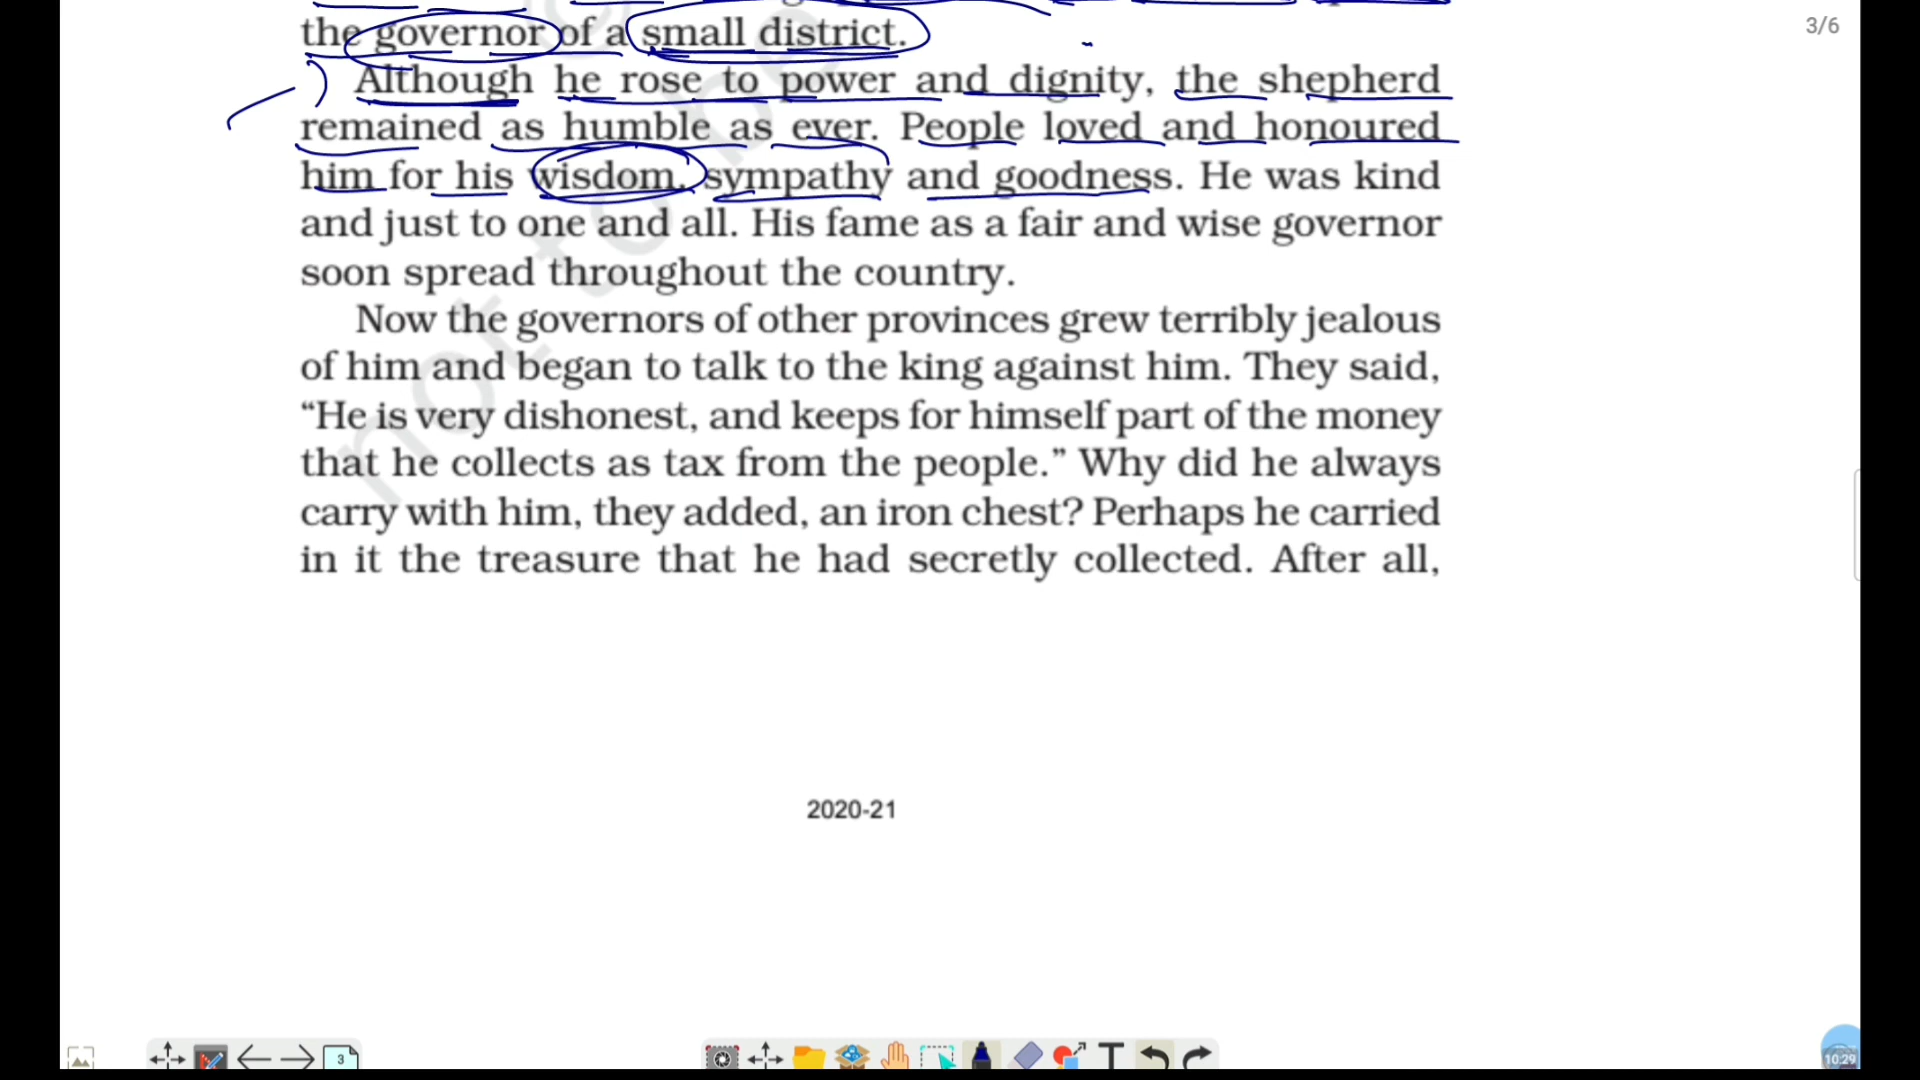 3/6
the governor of a small district.
Although he rose to power and dignity, the shepherd
remained as humble as ever. People loved and honoured
him for his wisdom, sympathy and goodness. He was kind
and just to one and all. His fame as a fair and wise governor
soon spread throughout the country.
Now the governors of other provinces grew terribly jealous
of him and began to talk to the king against him. They said,
“He is very dishonest, and keeps for himself part of the money
that he collects as tax from the people.” Why did he always
carry with him, they added, an iron chest? Perhaps he carried
in it the treasure that he had secretly collected. After all,
not to be
2020-21
3
T
10:29